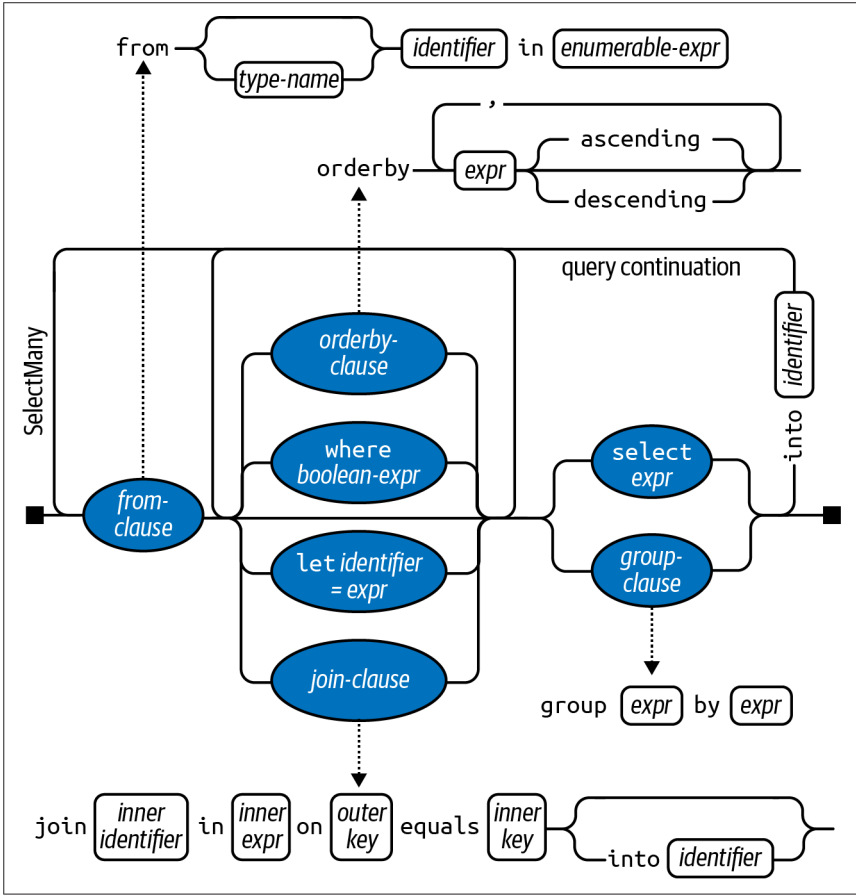 from type-name identifier in enumerable-expr
,
orderby expr ascending
descending
query continuation
SelectMany
identifier
into
orderby-
clause
where
boolean-expr
select
expr
from-
clause
let identifier
= expr
group-
clause
join-clause
group expr by expr
join inner
identifier in inner
expr on outer
key equals inner
key
into identifier